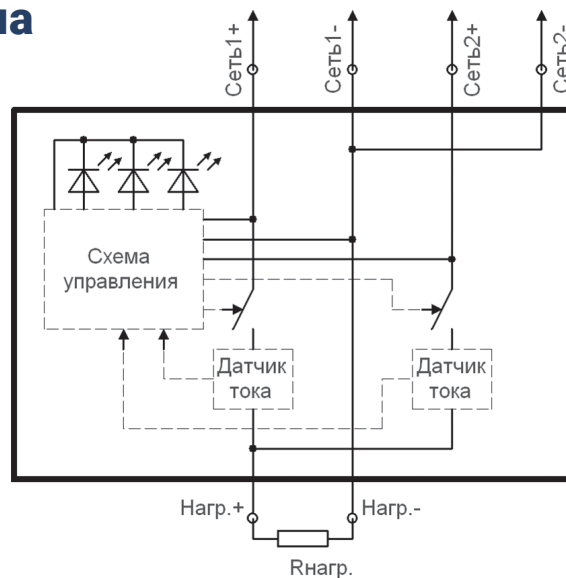 на
Сеть1+
Сеть1-
Сеть2+
Сеть2-
Схема
управления
Датчик
тока
Датчик
тока
Нагр.+
Нагр.-
Rнагр.